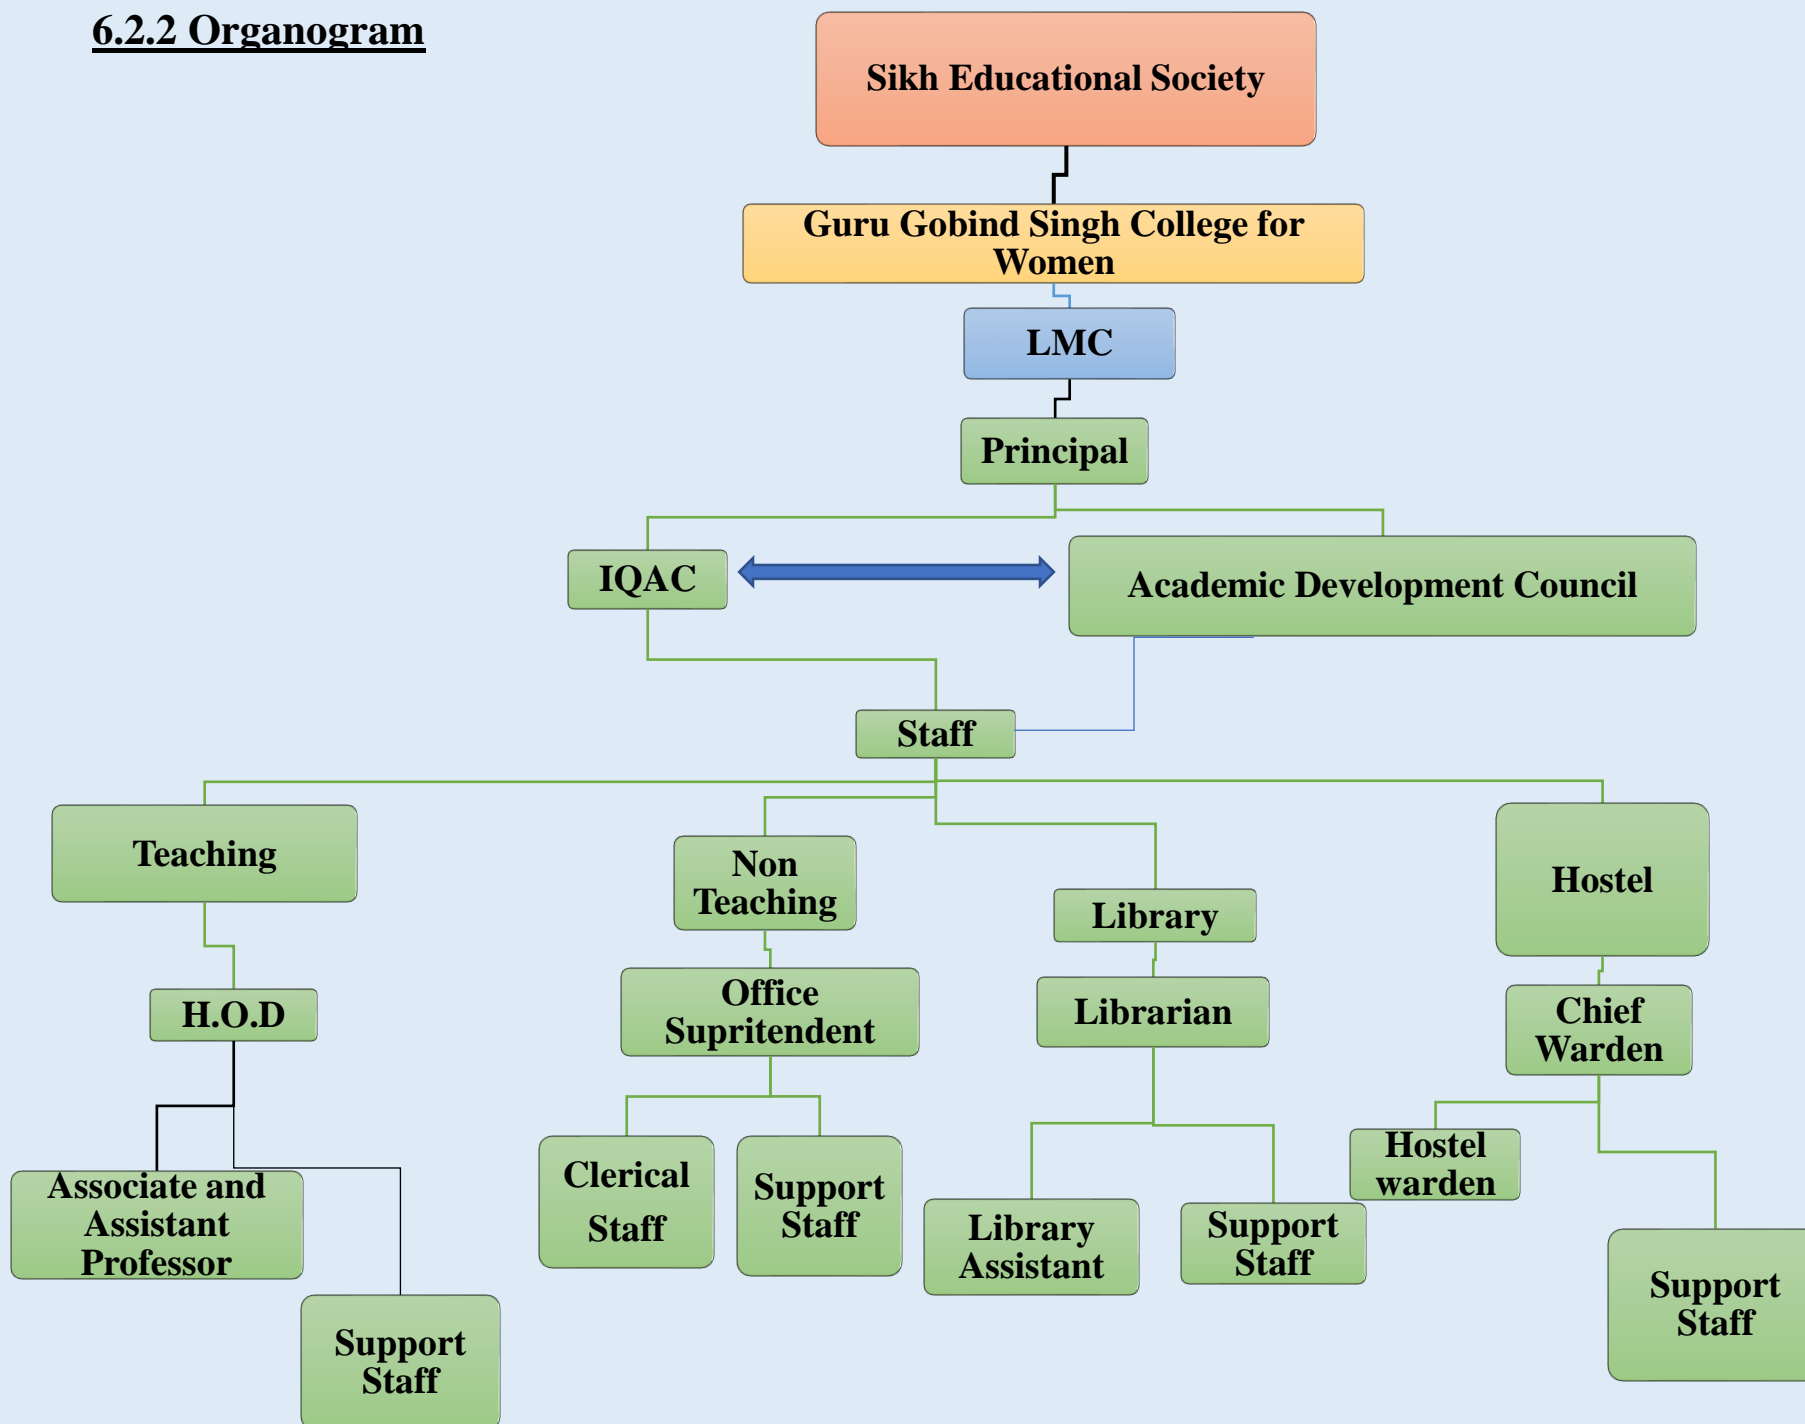 6.2.2 Organogram
Sikh Educational Society
Guru Gobind Singh College for
Women
LMC
Principal
IQAC
Academic Development Council
Staff
Teaching
Non
Teaching
Library
Hostel
H.O.D
Office
Supritendent
Librarian
Chief
Warden
Associate and
Assistant
Professor
Support
Staff
Clerical
Staff
Support
Staff
Library
Assistant
Support
Staff
Hostel
warden
Support
Staff